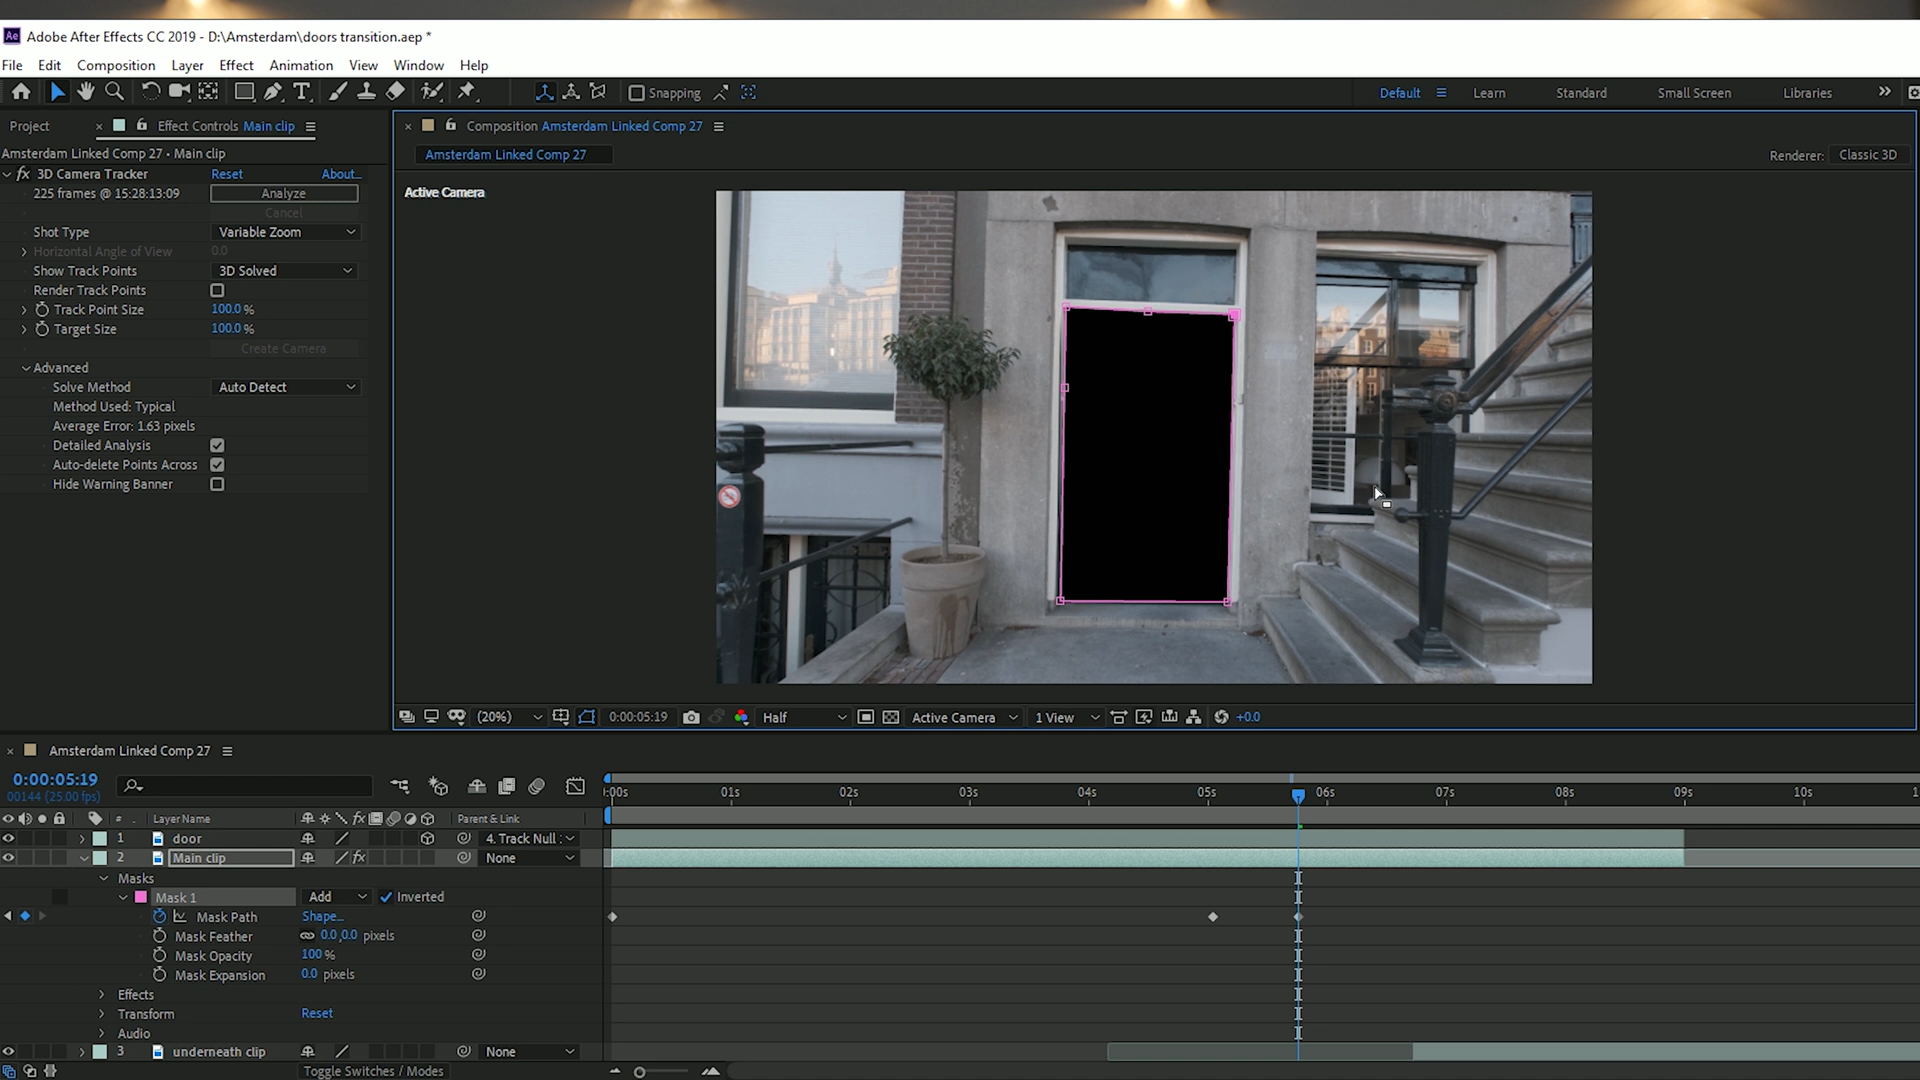 Ae Adobe After Effects CC 2019 - D:\Amsterdam\doors transition.aep *
File Edit Composition Layer Effect Animation View Window Help
T Snapping Default Learn Standard Small Screen Libraries
Project Effect Controls Main clip Composition Amsterdam Linked Comp 27
Amsterdam Linked Comp 27 • Main clip
Amsterdam Linked Comp 27 Renderer: Classic 3D
fx 3D Camera Tracker Reset About...
225 frames @ 15:28:13:09 Analyze
Active Camera
Cancel
Shot Type Variable Zoom
Horizontal Angle of View 0.0
Show Track Points 3D Solved
Render Track Points
Track Point Size 100.0 %
Target Size 100.0 %
Create Camera
Advanced
Solve Method Auto Detect
Method Used: Typical
Average Error: 1.63 pixels
Detailed Analysis
Auto-delete Points Across
Hide Warning Banner
(20%) 0:00:05:19 Half Active Camera 1 View +0.0
Amsterdam Linked Comp 27
0:00:05:19
00144 (25.00 fps)
:00s 01s 02s 03s 04s 05s 06s 07s 08s 09s 10s 1
# Layer Name fx Parent & Link
1 door 4. Track Null :
2 Main clip fx None
Masks
Mask 1 Add Inverted
Mask Path Shape...
Mask Feather 0.0,0.0 pixels
Mask Opacity 100 %
Mask Expansion 0.0 pixels
Effects
Transform Reset
Audio
3 underneath clip None
Toggle Switches / Modes